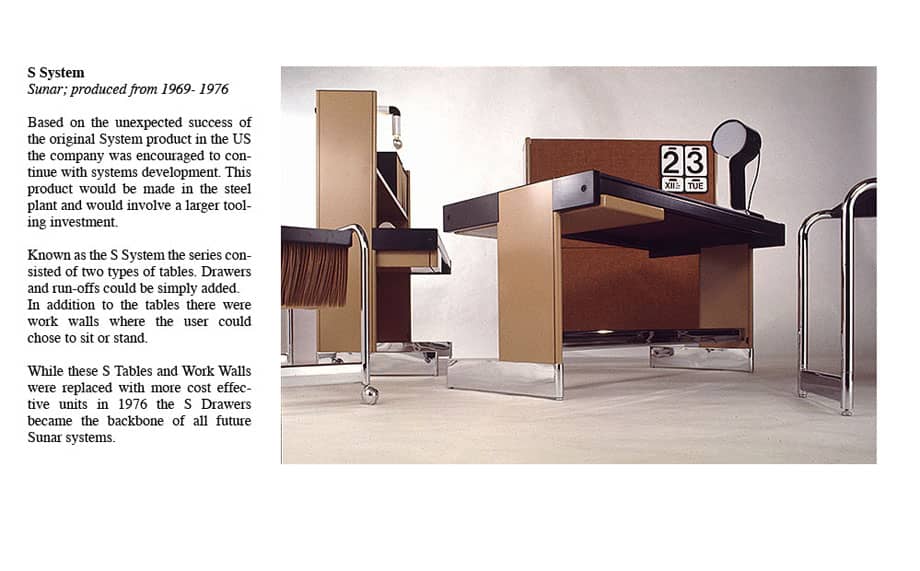 S System
Sunar; produced from 1969- 1976
Based on the unexpected success of
the original System product in the US
the company was encouraged to con-
tinue with systems development. This
product would be made in the steel
plant and would involve a larger tool-
ing investment.
Known as the S System the series con-
sisted of two types of tables. Drawers
and run-offs could be simply added.
In addition to the tables there were
work walls where the user could
chose to sit or stand.
While these S Tables and Work Walls
were replaced with more cost effec-
tive units in 1976 the S Drawers
became the backbone of all future
Sunar systems.
23
XII TUE